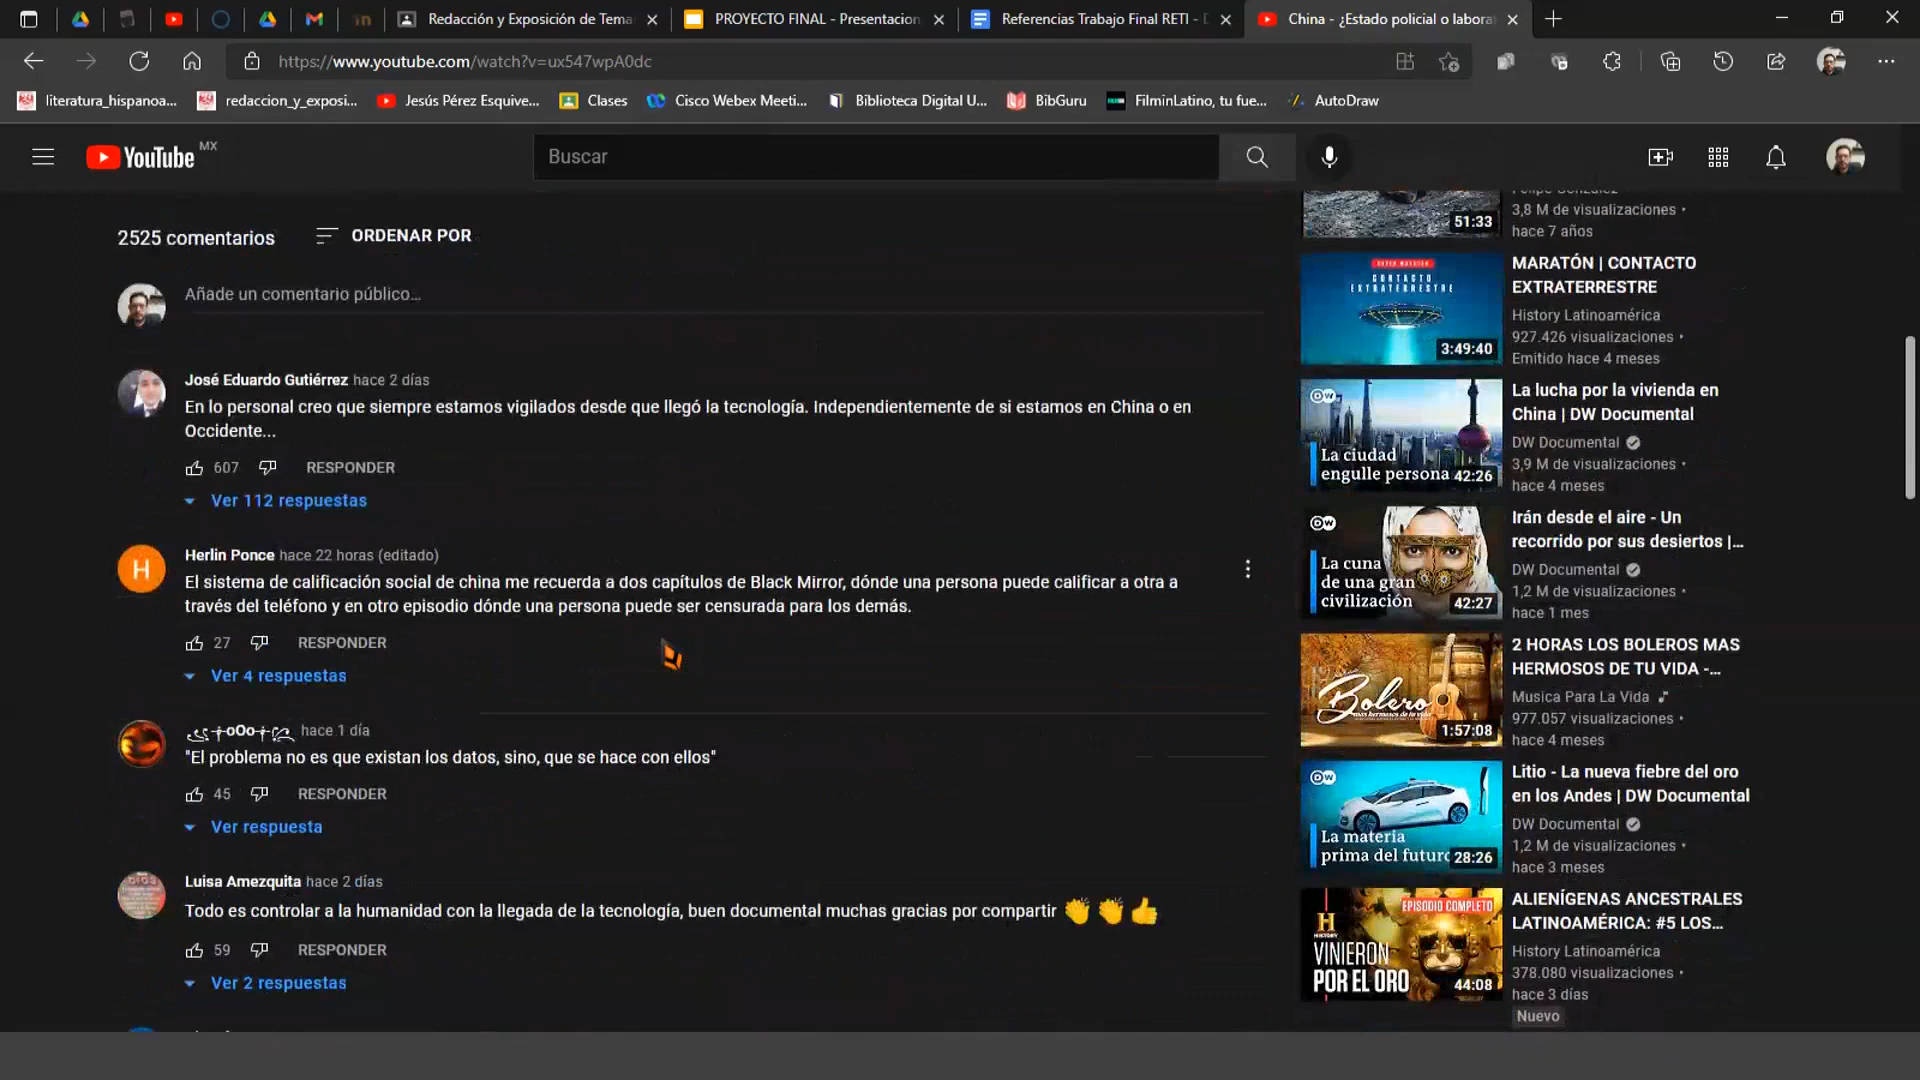 Redacción y Exposición de Tema
PROYECTO FINAL - Presentacion
Referencias Trabajo Final RETI - D
China - ¿Estado policial o labora
https://www.youtube.com/watch?v=ux547wpA0dc
literatura_hispanoa...
redaccion_y_exposi...
Jesús Pérez Esquive...
Clases
Cisco Webex Meeti...
Biblioteca Digital U...
BibGuru
FilminLatino, tu fue...
AutoDraw
YouTube MX
Buscar
2525 comentarios
ORDENAR POR
Añade un comentario público...
José Eduardo Gutiérrez hace 2 días
En lo personal creo que siempre estamos vigilados desde que llegó la tecnología. Independientemente de si estamos en China o en
Occidente...
607
RESPONDER
Ver 112 respuestas
H
Herlin Ponce hace 22 horas (editado)
El sistema de calificación social de china me recuerda a dos capítulos de Black Mirror, dónde una persona puede calificar a otra a
través del teléfono y en otro episodio dónde una persona puede ser censurada para los demás.
27
RESPONDER
Ver 4 respuestas
hace 1 día
"El problema no es que existan los datos, sino, que se hace con ellos"
45
RESPONDER
Ver respuesta
Luisa Amezquita hace 2 días
Todo es controlar a la humanidad con la llegada de la tecnología, buen documental muchas gracias por compartir 👏 👏 👍
59
RESPONDER
Ver 2 respuestas
51:33
3,8 M de visualizaciones •
hace 7 años
CONTACTO
EXTRATERRESTRE
3:49:40
MARATÓN | CONTACTO
EXTRATERRESTRE
History Latinoamérica
927.426 visualizaciones •
Emitido hace 4 meses
DW
La ciudad
engulle persona
42:26
La lucha por la vivienda en
China | DW Documental
DW Documental
3,9 M de visualizaciones •
hace 4 meses
DW
La cuna
de una gran
civilización
42:27
Irán desde el aire - Un
recorrido por sus desiertos |...
DW Documental
1,2 M de visualizaciones •
hace 1 mes
Bolero
1:57:08
2 HORAS LOS BOLEROS MAS
HERMOSOS DE TU VIDA -...
Musica Para La Vida
977.057 visualizaciones •
hace 4 meses
DW
La materia
prima del futuro
28:26
Litio - La nueva fiebre del oro
en los Andes | DW Documental
DW Documental
1,2 M de visualizaciones •
hace 3 meses
EPISODIO COMPLETO
H
HISTORY
VINIERON
POR EL ORO
44:08
ALIENÍGENAS ANCESTRALES
LATINOAMÉRICA: #5 LOS...
History Latinoamérica
378.080 visualizaciones •
hace 3 días
Nuevo